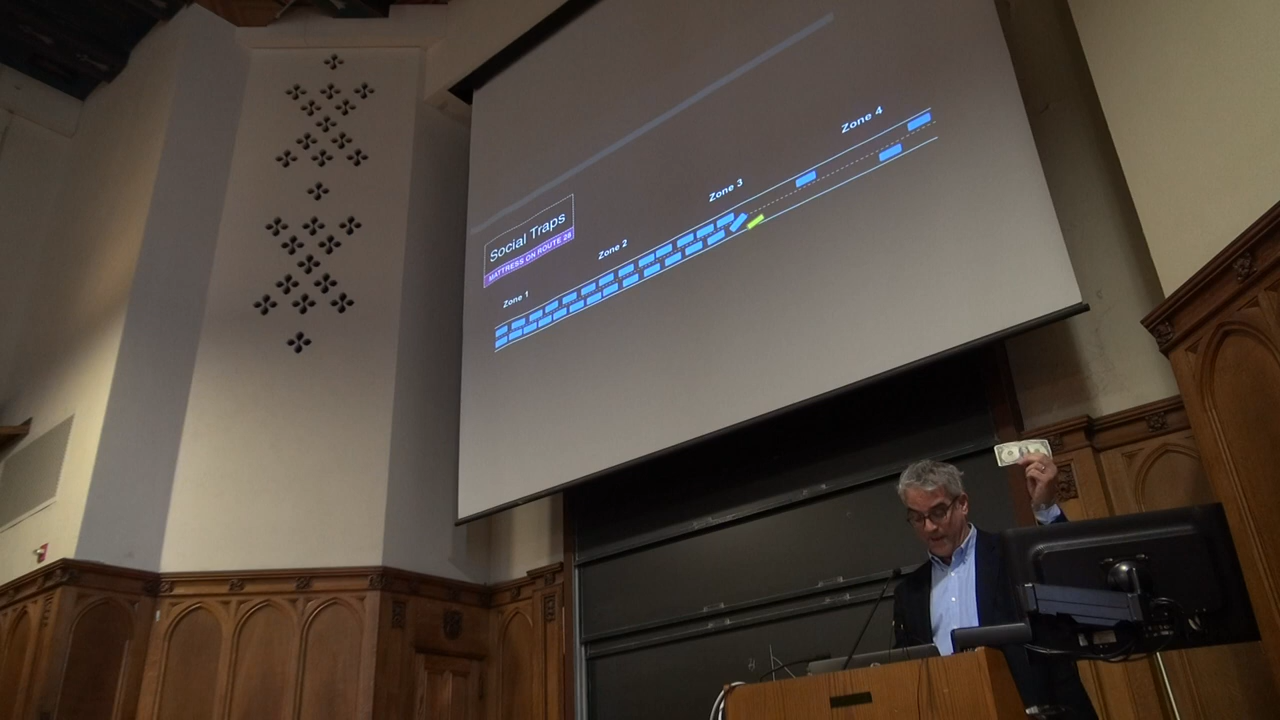 Social Traps
MATTRESS ON ROUTE 28
Zone 1
Zone 2
Zone 3
Zone 4